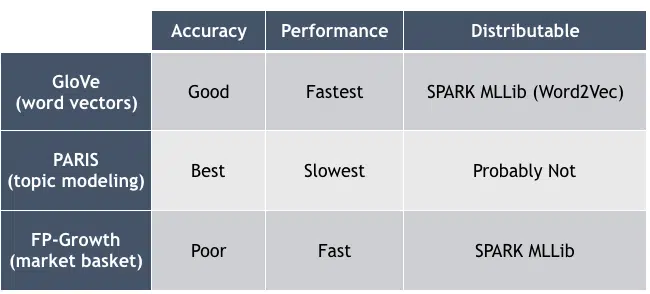 Accuracy Performance Distributable
GloVe
(word vectors)
Good Fastest SPARK MLLib (Word2Vec)
PARIS
(topic modeling)
Best Slowest Probably Not
FP-Growth
(market basket)
Poor Fast SPARK MLLib